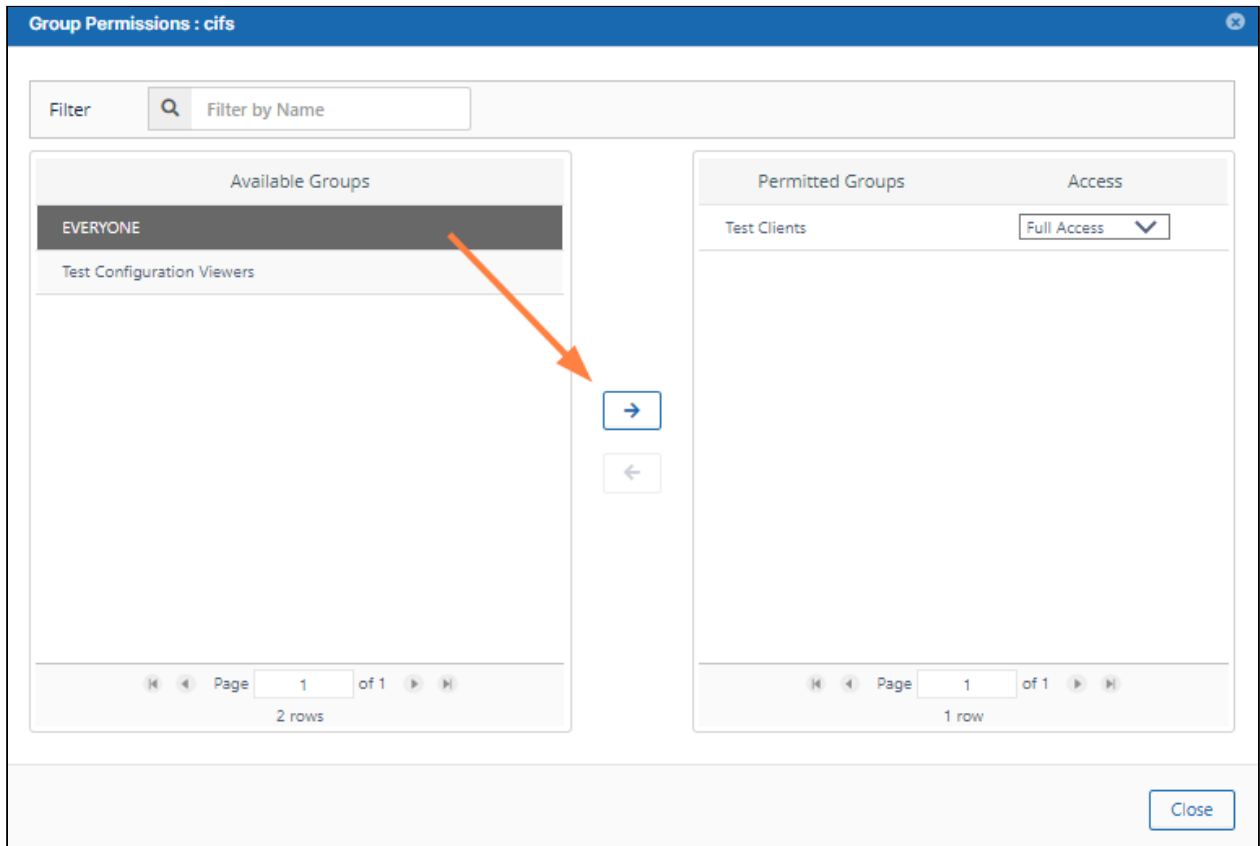 Group Permissions : cifs
Filter
Filter by Name
Available Groups
EVERYONE
Test Configuration Viewers
Page 1 of 1
2 rows
Permitted Groups Access
Test Clients Full Access
Page 1 of 1
1 row
Close